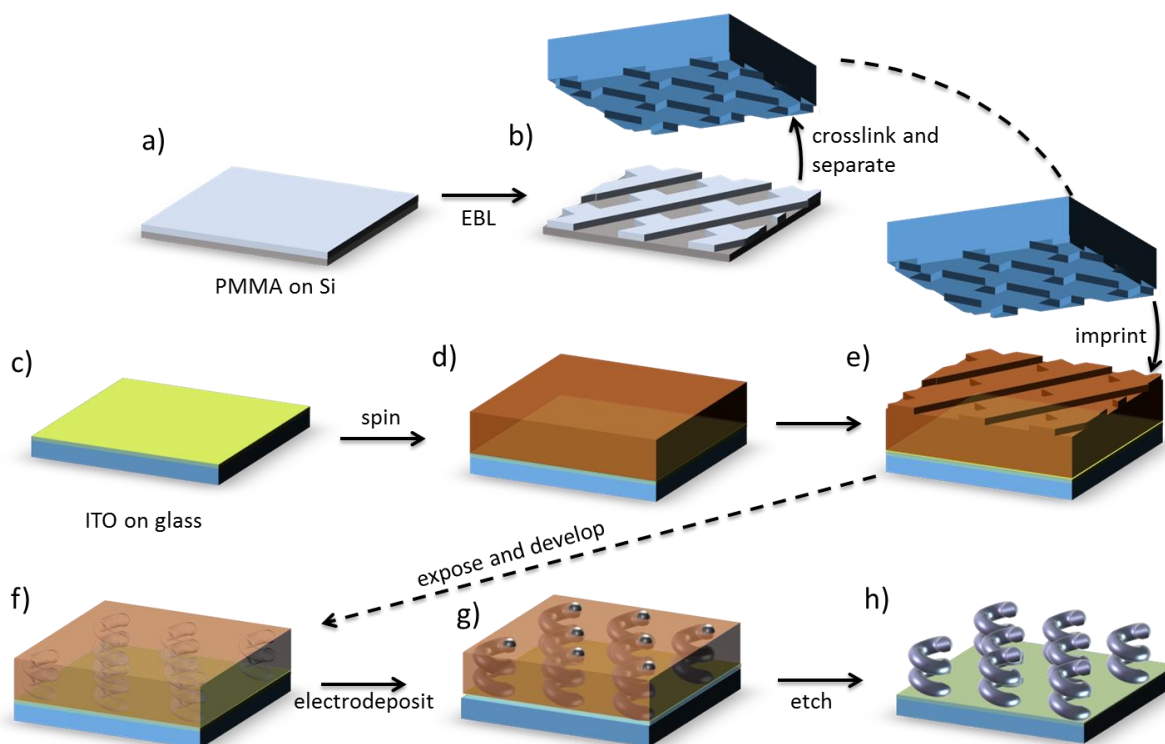 a)
b)
crosslink and
separate
EBL
PMMA on Si
imprint
c)
d)
e)
spin
ITO on glass
expose and develop
f)
g)
h)
electrodeposit
etch